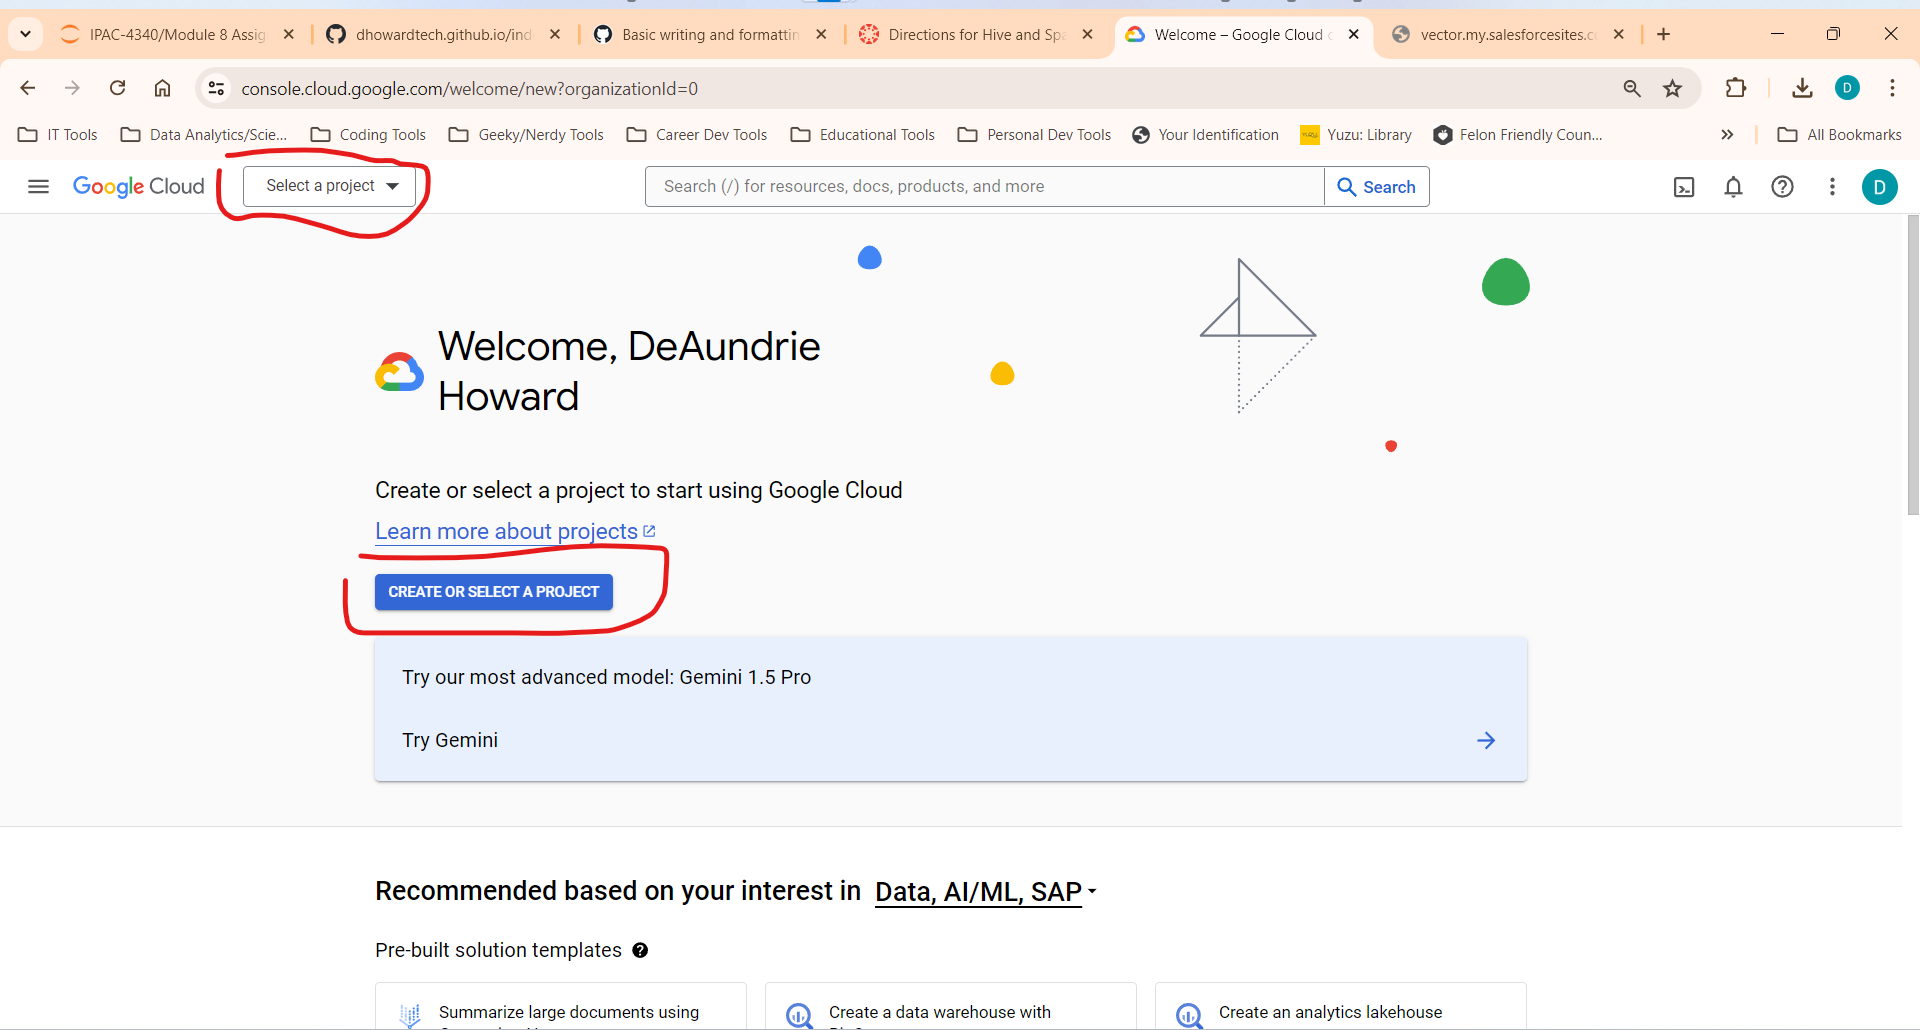 IPAC-4340/Module 8 Assig
dhowardtech.github.io/ind
Basic writing and formattin
Directions for Hive and Spa
Welcome – Google Cloud c
vector.my.salesforcesites.c
console.cloud.google.com/welcome/new?organizationId=0
D
IT Tools
Data Analytics/Scie...
Coding Tools
Geeky/Nerdy Tools
Career Dev Tools
Educational Tools
Personal Dev Tools
Your Identification
Yuzu: Library
Felon Friendly Coun...
All Bookmarks
Google Cloud
Select a project
Search (/) for resources, docs, products, and more
Search
D
Welcome, DeAundrie
Howard
Create or select a project to start using Google Cloud
Learn more about projects
CREATE OR SELECT A PROJECT
Try our most advanced model: Gemini 1.5 Pro
Try Gemini
Recommended based on your interest in Data, AI/ML, SAP
Pre-built solution templates
Summarize large documents using
Create a data warehouse with
Create an analytics lakehouse